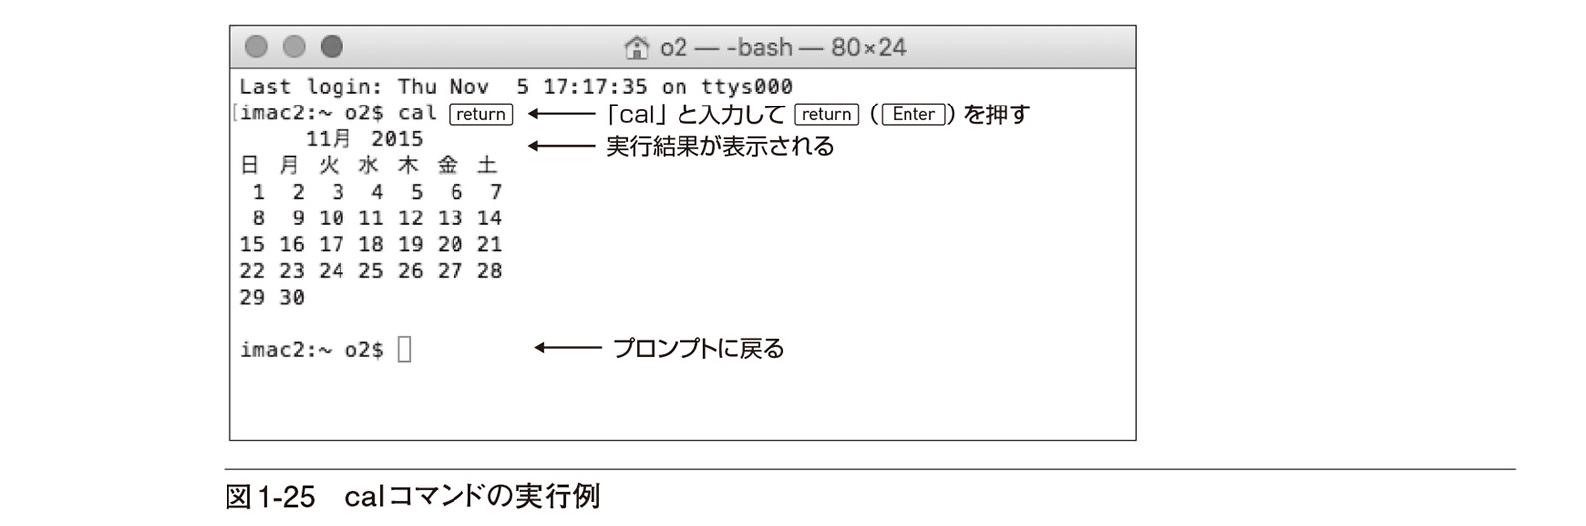 o2 — -bash — 80×24
Last login: Thu Nov  5 17:17:35 on ttys000
[imac2:~ o2$ cal return ← 「cal」と入力して return (Enter) を押す
     11月  2015 ← 実行結果が表示される
日 月 火 水 木 金 土
 1  2  3  4  5  6  7
 8  9 10 11 12 13 14
15 16 17 18 19 20 21
22 23 24 25 26 27 28
29 30
imac2:~ o2$ ← プロンプトに戻る
図1-25　calコマンドの実行例